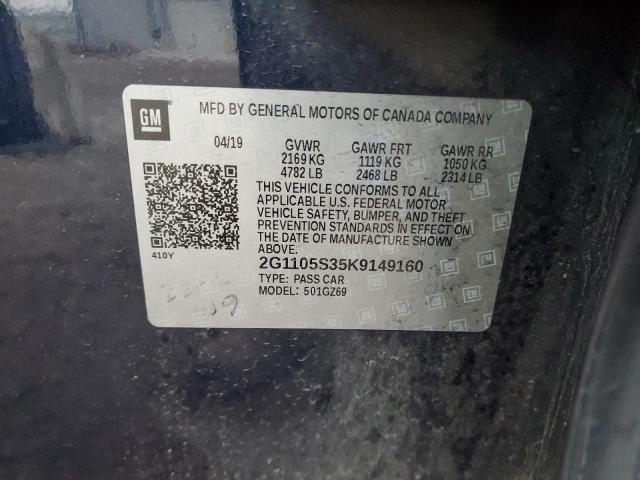 GM
MFD BY GENERAL MOTORS OF CANADA COMPANY
04/19 GVWR GAWR FRT GAWR RR
2169 KG 1119 KG 1050 KG
4782 LB 2468 LB 2314 LB
THIS VEHICLE CONFORMS TO ALL
APPLICABLE U.S. FEDERAL MOTOR
VEHICLE SAFETY, BUMPER, AND THEFT
PREVENTION STANDARDS IN EFFECT ON
THE DATE OF MANUFACTURE SHOWN
ABOVE.
410Y
2G1105S35K9149160
TYPE: PASS CAR
MODEL: 501GZ69